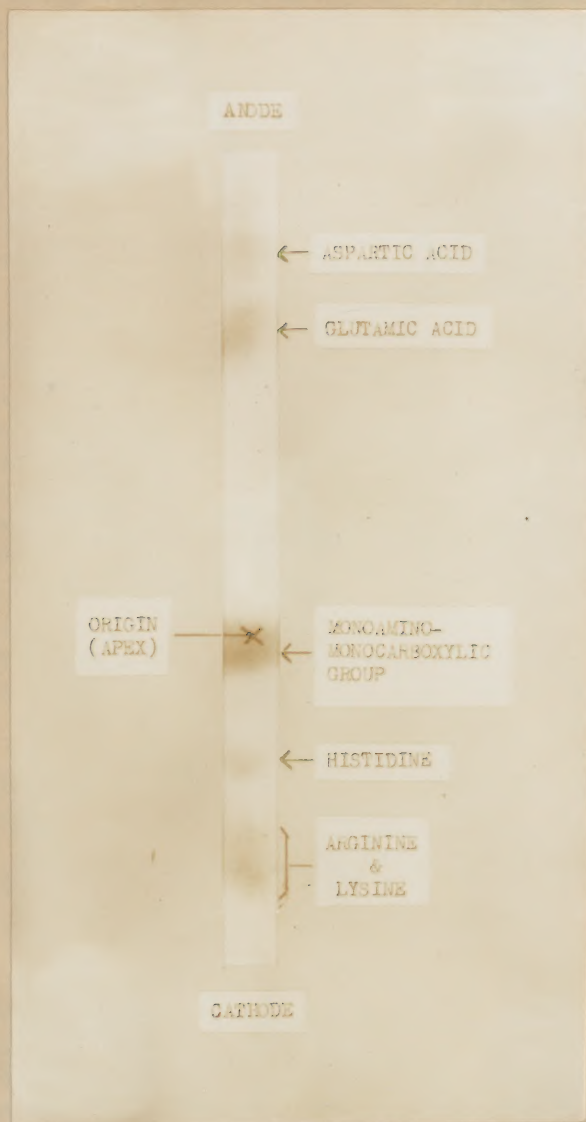 ANODE
ASPARTIC ACID
GLUTAMIC ACID
ORIGIN
(APEX)
MONOAMINO-
MONOCARBOXYLIC
GROUP
HISTIDINE
ARGININE
&
LYSINE
CATHODE